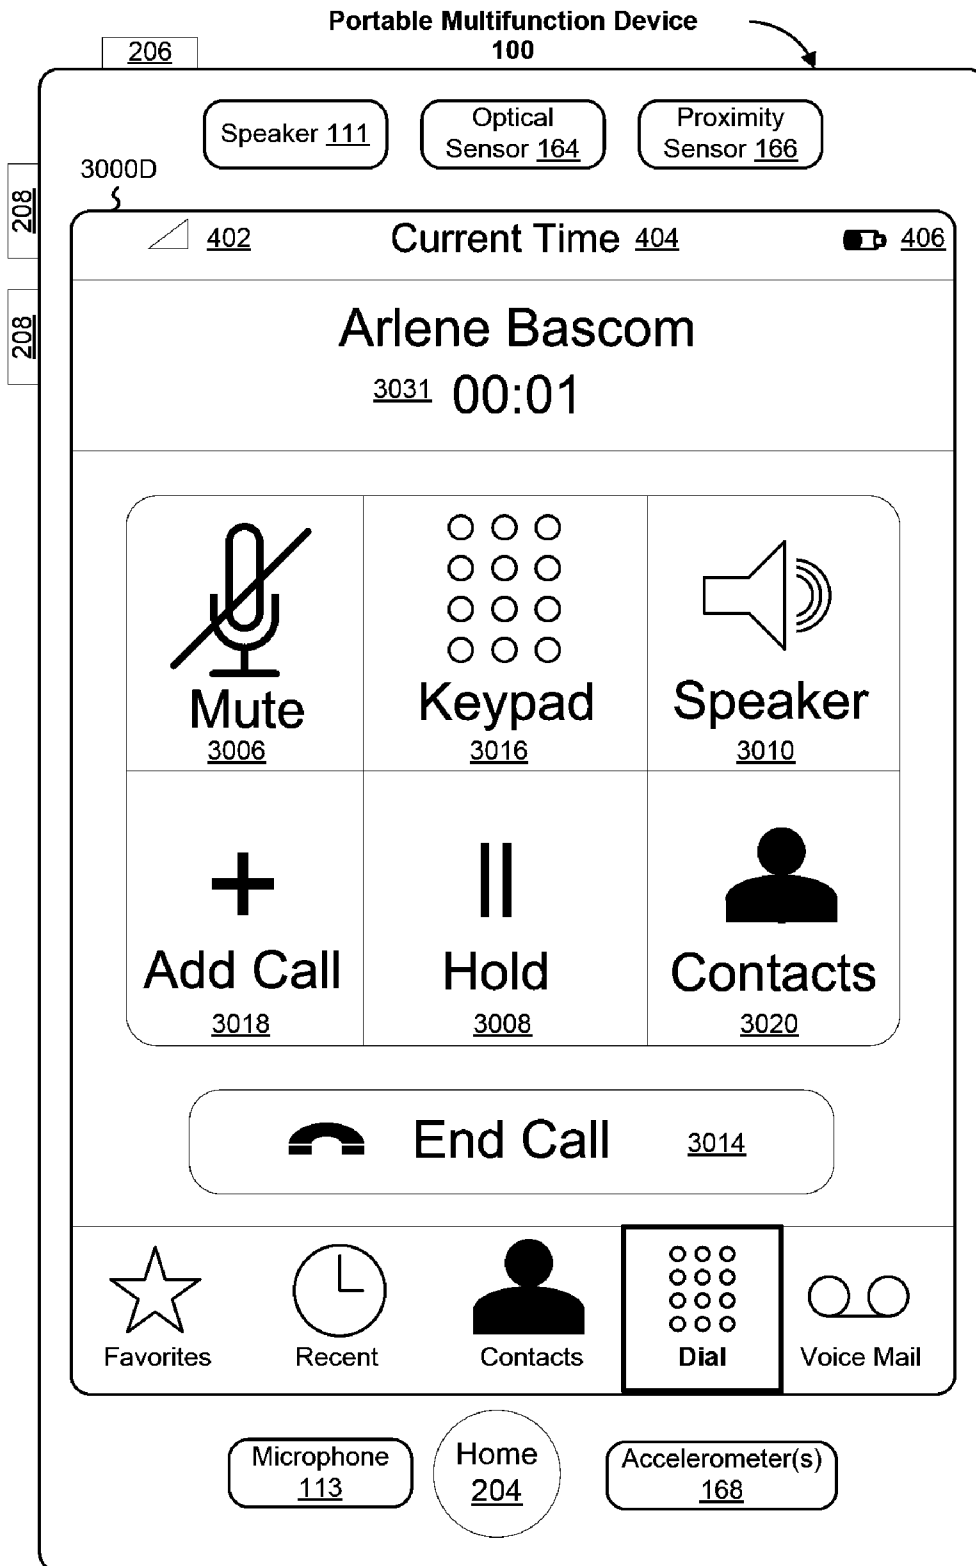 Portable Multifunction Device
100
206
Speaker 111
Optical
Sensor 164
Proximity
Sensor 166
208
3000D
402
Current Time 404
406
208
Arlene Bascom
3031 00:01
Mute
3006
Keypad
3016
Speaker
3010
Add Call
3018
Hold
3008
Contacts
3020
End Call 3014
Favorites
Recent
Contacts
Dial
Voice Mail
Microphone
113
Home
204
Accelerometer(s)
168